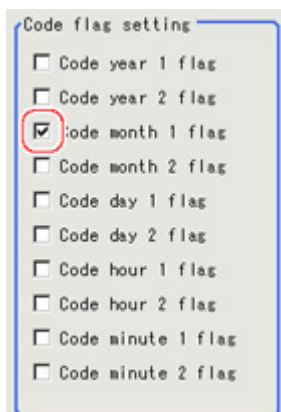 Code flag setting
Code year 1 flag
Code year 2 flag
Code month 1 flag
Code month 2 flag
Code day 1 flag
Code day 2 flag
Code hour 1 flag
Code hour 2 flag
Code minute 1 flag
Code minute 2 flag